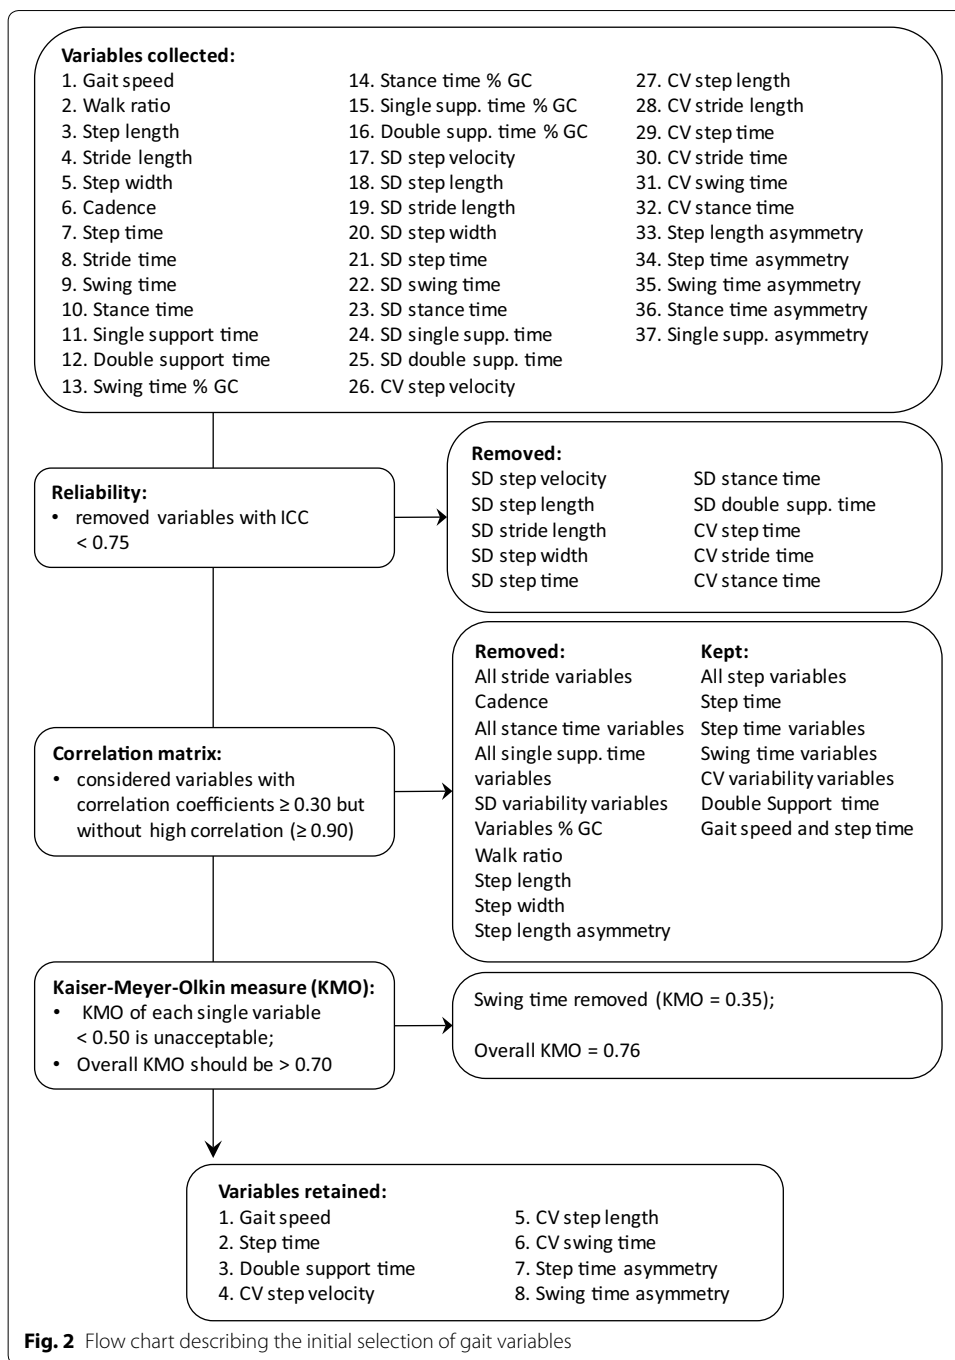 Variables collected:
1. Gait speed
2. Walk ratio
3. Step length
4. Stride length
5. Step width
6. Cadence
7. Step time
8. Stride time
9. Swing time
10. Stance time
11. Single support time
12. Double support time
13. Swing time % GC
14. Stance time % GC
15. Single supp. time % GC
16. Double supp. time % GC
17. SD step velocity
18. SD step length
19. SD stride length
20. SD step width
21. SD step time
22. SD swing time
23. SD stance time
24. SD single supp. time
25. SD double supp. time
26. CV step velocity
27. CV step length
28. CV stride length
29. CV step time
30. CV stride time
31. CV swing time
32. CV stance time
33. Step length asymmetry
34. Step time asymmetry
35. Swing time asymmetry
36. Stance time asymmetry
37. Single supp. asymmetry
Reliability:
• removed variables with ICC
< 0.75
Removed:
SD step velocity
SD step length
SD stride length
SD step width
SD step time
SD stance time
SD double supp. time
CV step time
CV stride time
CV stance time
Correlation matrix:
• considered variables with
correlation coefficients ≥ 0.30 but
without high correlation (≥ 0.90)
Removed:
All stride variables
Cadence
All stance time variables
All single supp. time
variables
SD variability variables
Variables % GC
Walk ratio
Step length
Step width
Step length asymmetry
Kept:
All step variables
Step time
Step time variables
Swing time variables
CV variability variables
Double Support time
Gait speed and step time
Kaiser-Meyer-Olkin measure (KMO):
• KMO of each single variable
< 0.50 is unacceptable;
• Overall KMO should be > 0.70
Swing time removed (KMO = 0.35);
Overall KMO = 0.76
Variables retained:
1. Gait speed
2. Step time
3. Double support time
4. CV step velocity
5. CV step length
6. CV swing time
7. Step time asymmetry
8. Swing time asymmetry
Fig. 2 Flow chart describing the initial selection of gait variables